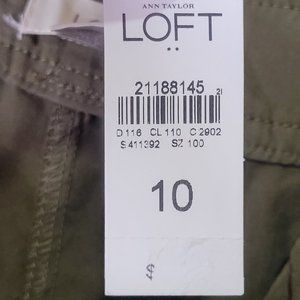 ANN TAYLOR
LOFT
21188145
D 116 CL 110 C 2902
S 411392 SZ 100
10
$